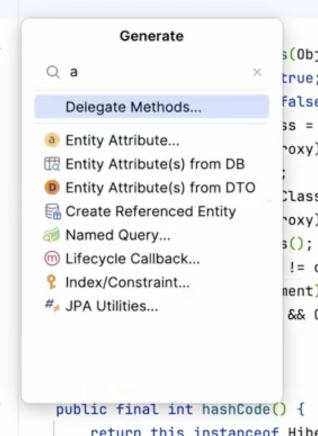 Generate
a
Delegate Methods...
a Entity Attribute...
Entity Attribute(s) from DB
D Entity Attribute(s) from DTO
Create Referenced Entity
Named Query...
m Lifecycle Callback...
Index/Constraint...
JPA Utilities...
s(Obj
true;
false
ss =
roxy)
;
Class
roxy)
s();
!= c
ment)
&& O
public final int hashCode() {
return this instanceof Hibe